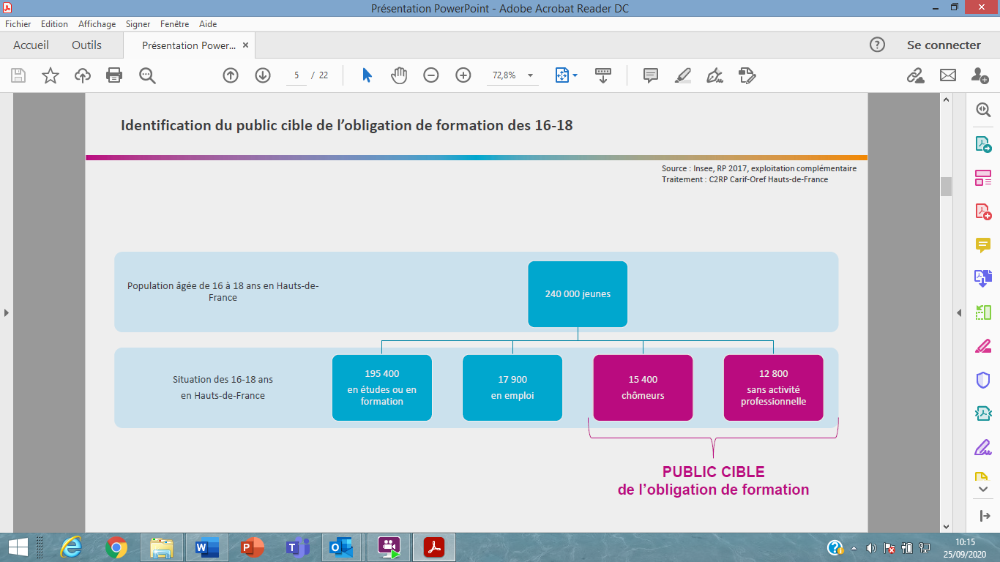 Présentation PowerPoint - Adobe Acrobat Reader DC
Fichier Edition Affichage Signer Fenêtre Aide
Accueil Outils Présentation Power... × Se connecter
5 / 22 72,8%
Identification du public cible de l’obligation de formation des 16-18
Source : Insee, RP 2017, exploitation complémentaire
Traitement : C2RP Carif-Oref Hauts-de-France
Population âgée de 16 à 18 ans en Hauts-de-
France
240 000 jeunes
Situation des 16-18 ans
en Hauts-de-France
195 400
en études ou en
formation
17 900
en emploi
15 400
chômeurs
12 800
sans activité
professionnelle
PUBLIC CIBLE
de l’obligation de formation
10:15
25/09/2020